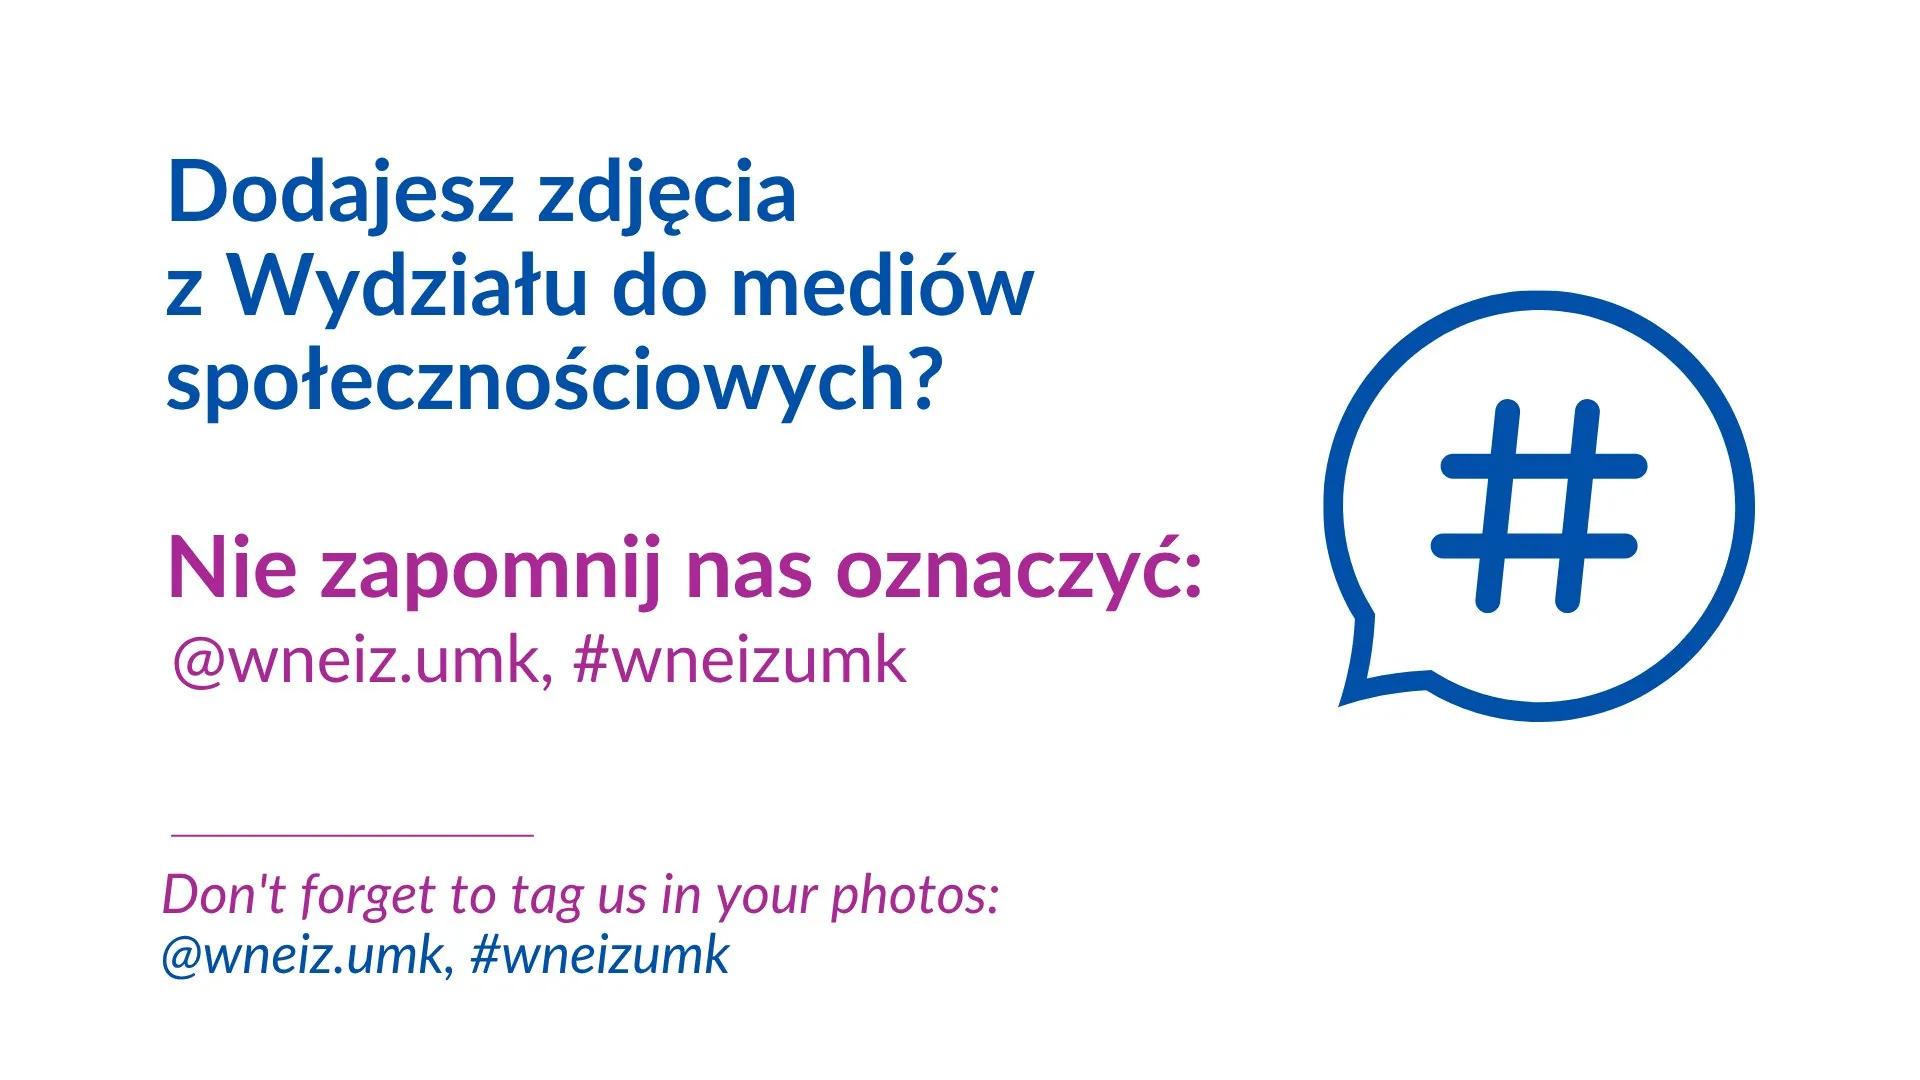 Dodajesz zdjęcia
z Wydziału do mediów
społecznościowych?
Nie zapomnij nas oznaczyć:
@wneiz.umk, #wneizumk
#
Don't forget to tag us in your photos:
@wneiz.umk, #wneizumk